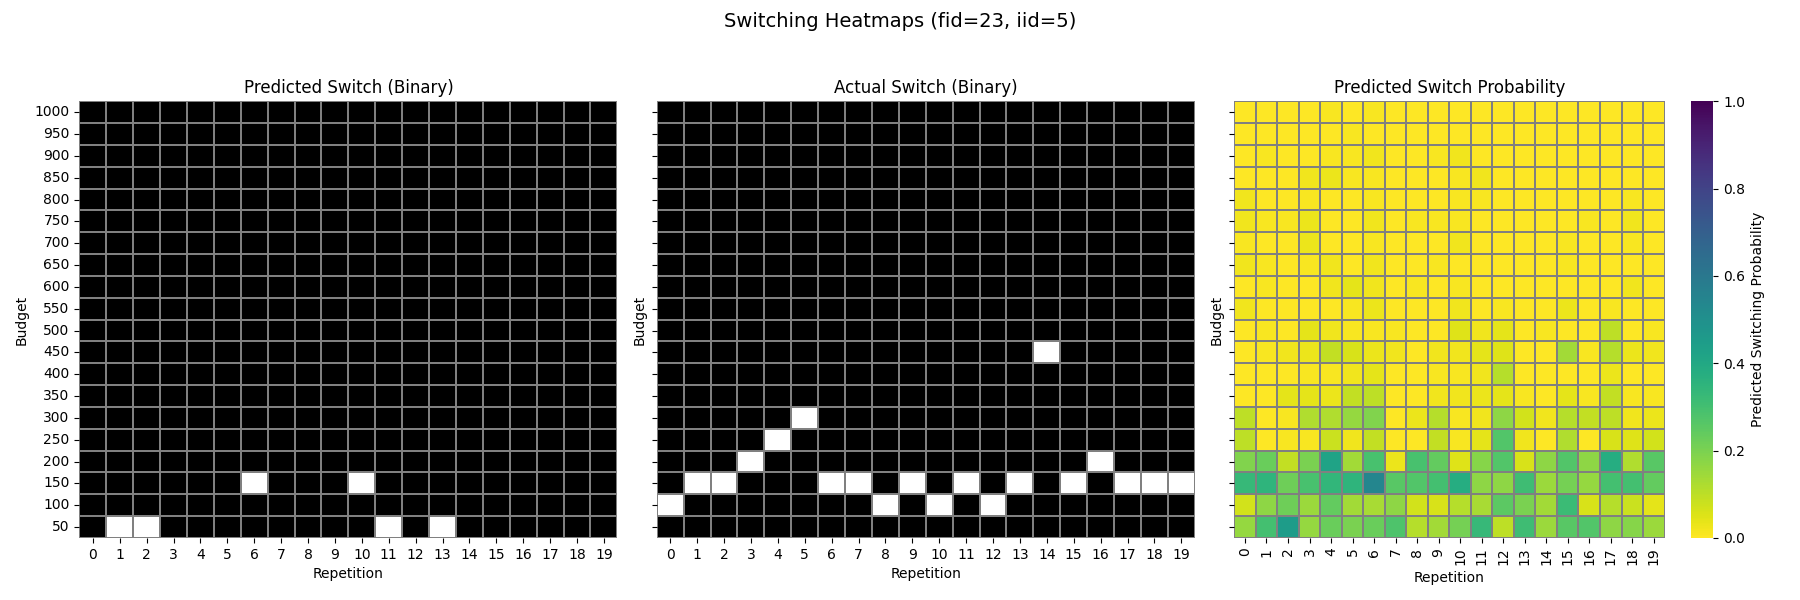 Switching Heatmaps (fid=23, iid=5)
Predicted Switch (Binary)
Budget
1000
950
900
850
800
750
700
650
600
550
500
450
400
350
300
250
200
150
100
50
0 1 2 3 4 5 6 7 8 9 10 11 12 13 14 15 16 17 18 19
Repetition
Actual Switch (Binary)
Budget
0 1 2 3 4 5 6 7 8 9 10 11 12 13 14 15 16 17 18 19
Repetition
Predicted Switch Probability
Budget
0 1 2 3 4 5 6 7 8 9 10 11 12 13 14 15 16 17 18 19
Repetition
1.0
0.8
0.6
0.4
0.2
0.0
Predicted Switching Probability